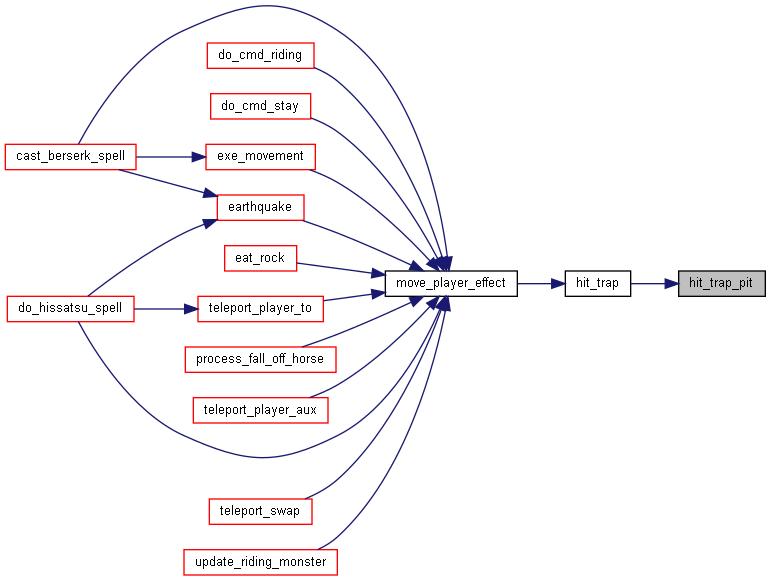 do_cmd_riding
do_cmd_stay
cast_berserk_spell
exe_movement
earthquake
eat_rock
move_player_effect
hit_trap
hit_trap_pit
do_hissatsu_spell
teleport_player_to
process_fall_off_horse
teleport_player_aux
teleport_swap
update_riding_monster